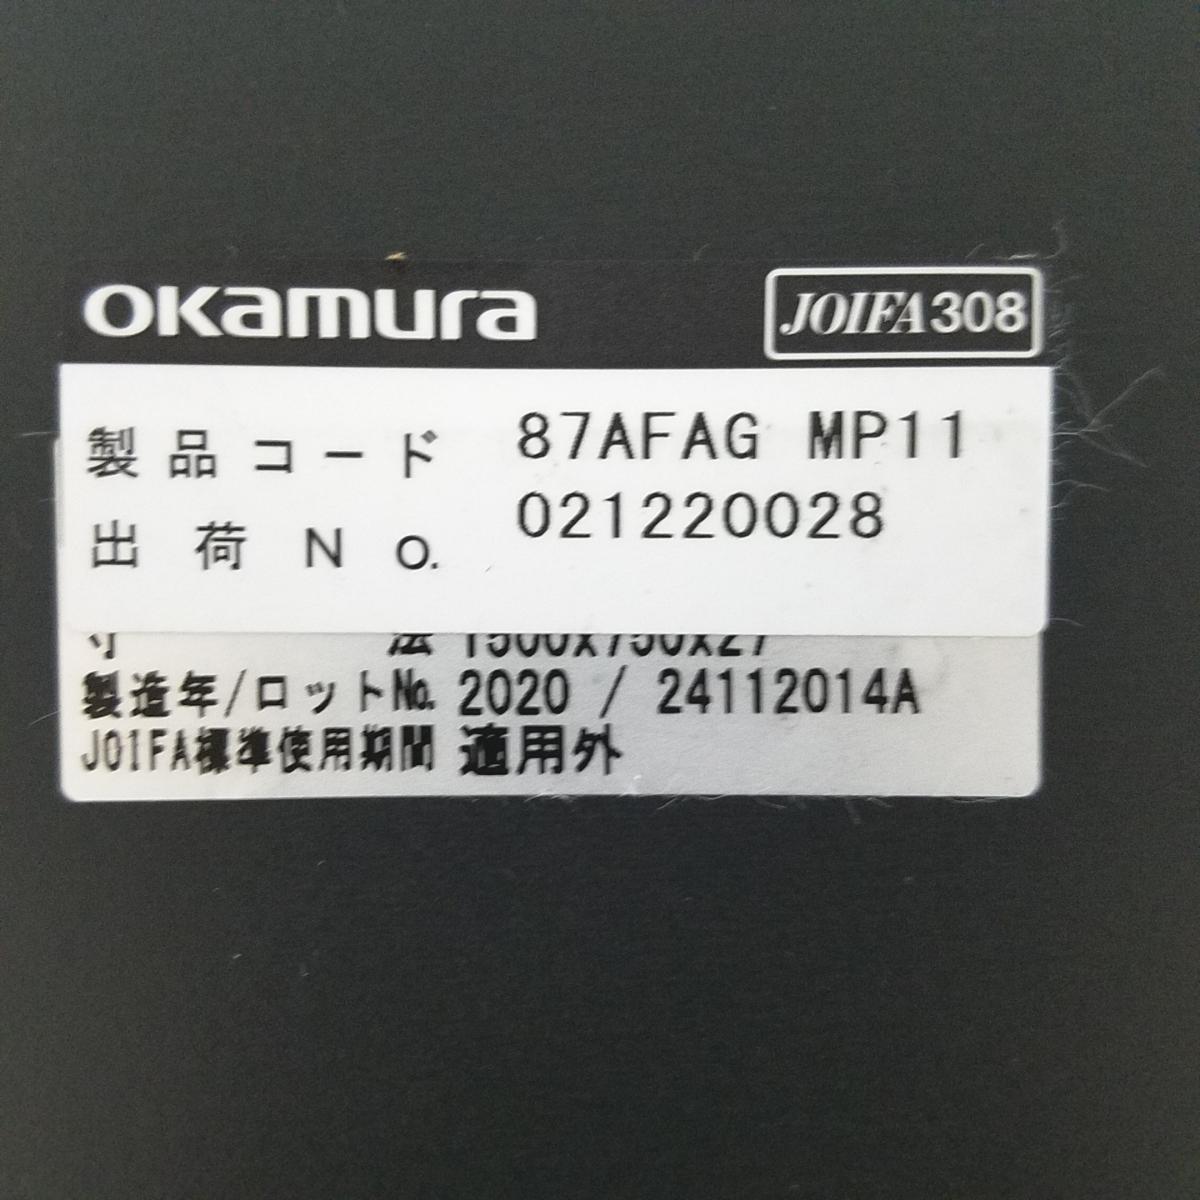 okamura JOIFA308
製品コード 87AFAG MP11
出荷No. 021220028
寸法 1500x750x27
製造年/ロットNo. 2020 / 24112014A
JOIFA標準使用期間 適用外